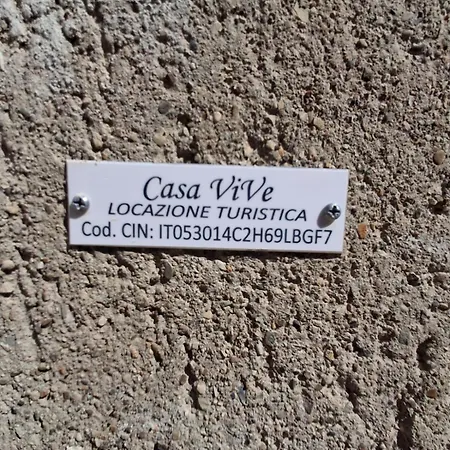 Casa ViVe
LOCAZIONE TURISTICA
Cod. CIN: IT053014C2H69LBGF7